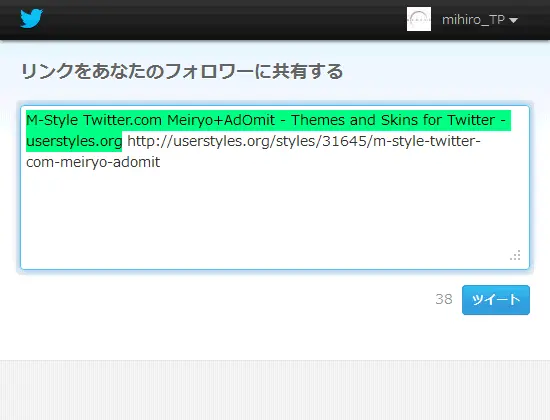 mihiro_TP
リンクをあなたのフォロワーに共有する
M-Style Twitter.com Meiryo+AdOmit - Themes and Skins for Twitter -
userstyles.org http://userstyles.org/styles/31645/m-style-twitter-
com-meiryo-adomit
38 ツイート